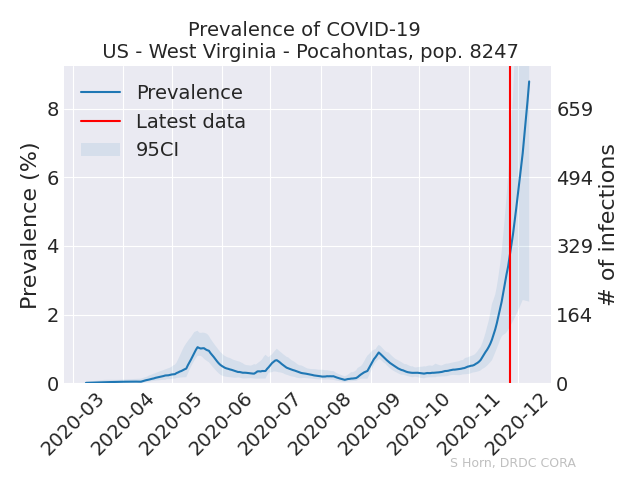 Prevalence of COVID-19
US - West Virginia - Pocahontas, pop. 8247
Prevalence
Latest data
95CI
Prevalence (%)
8
6
4
2
0
659
494
329
164
0
# of infections
2020-03
2020-04
2020-05
2020-06
2020-07
2020-08
2020-09
2020-10
2020-11
2020-12
S Horn, DRDC CORA